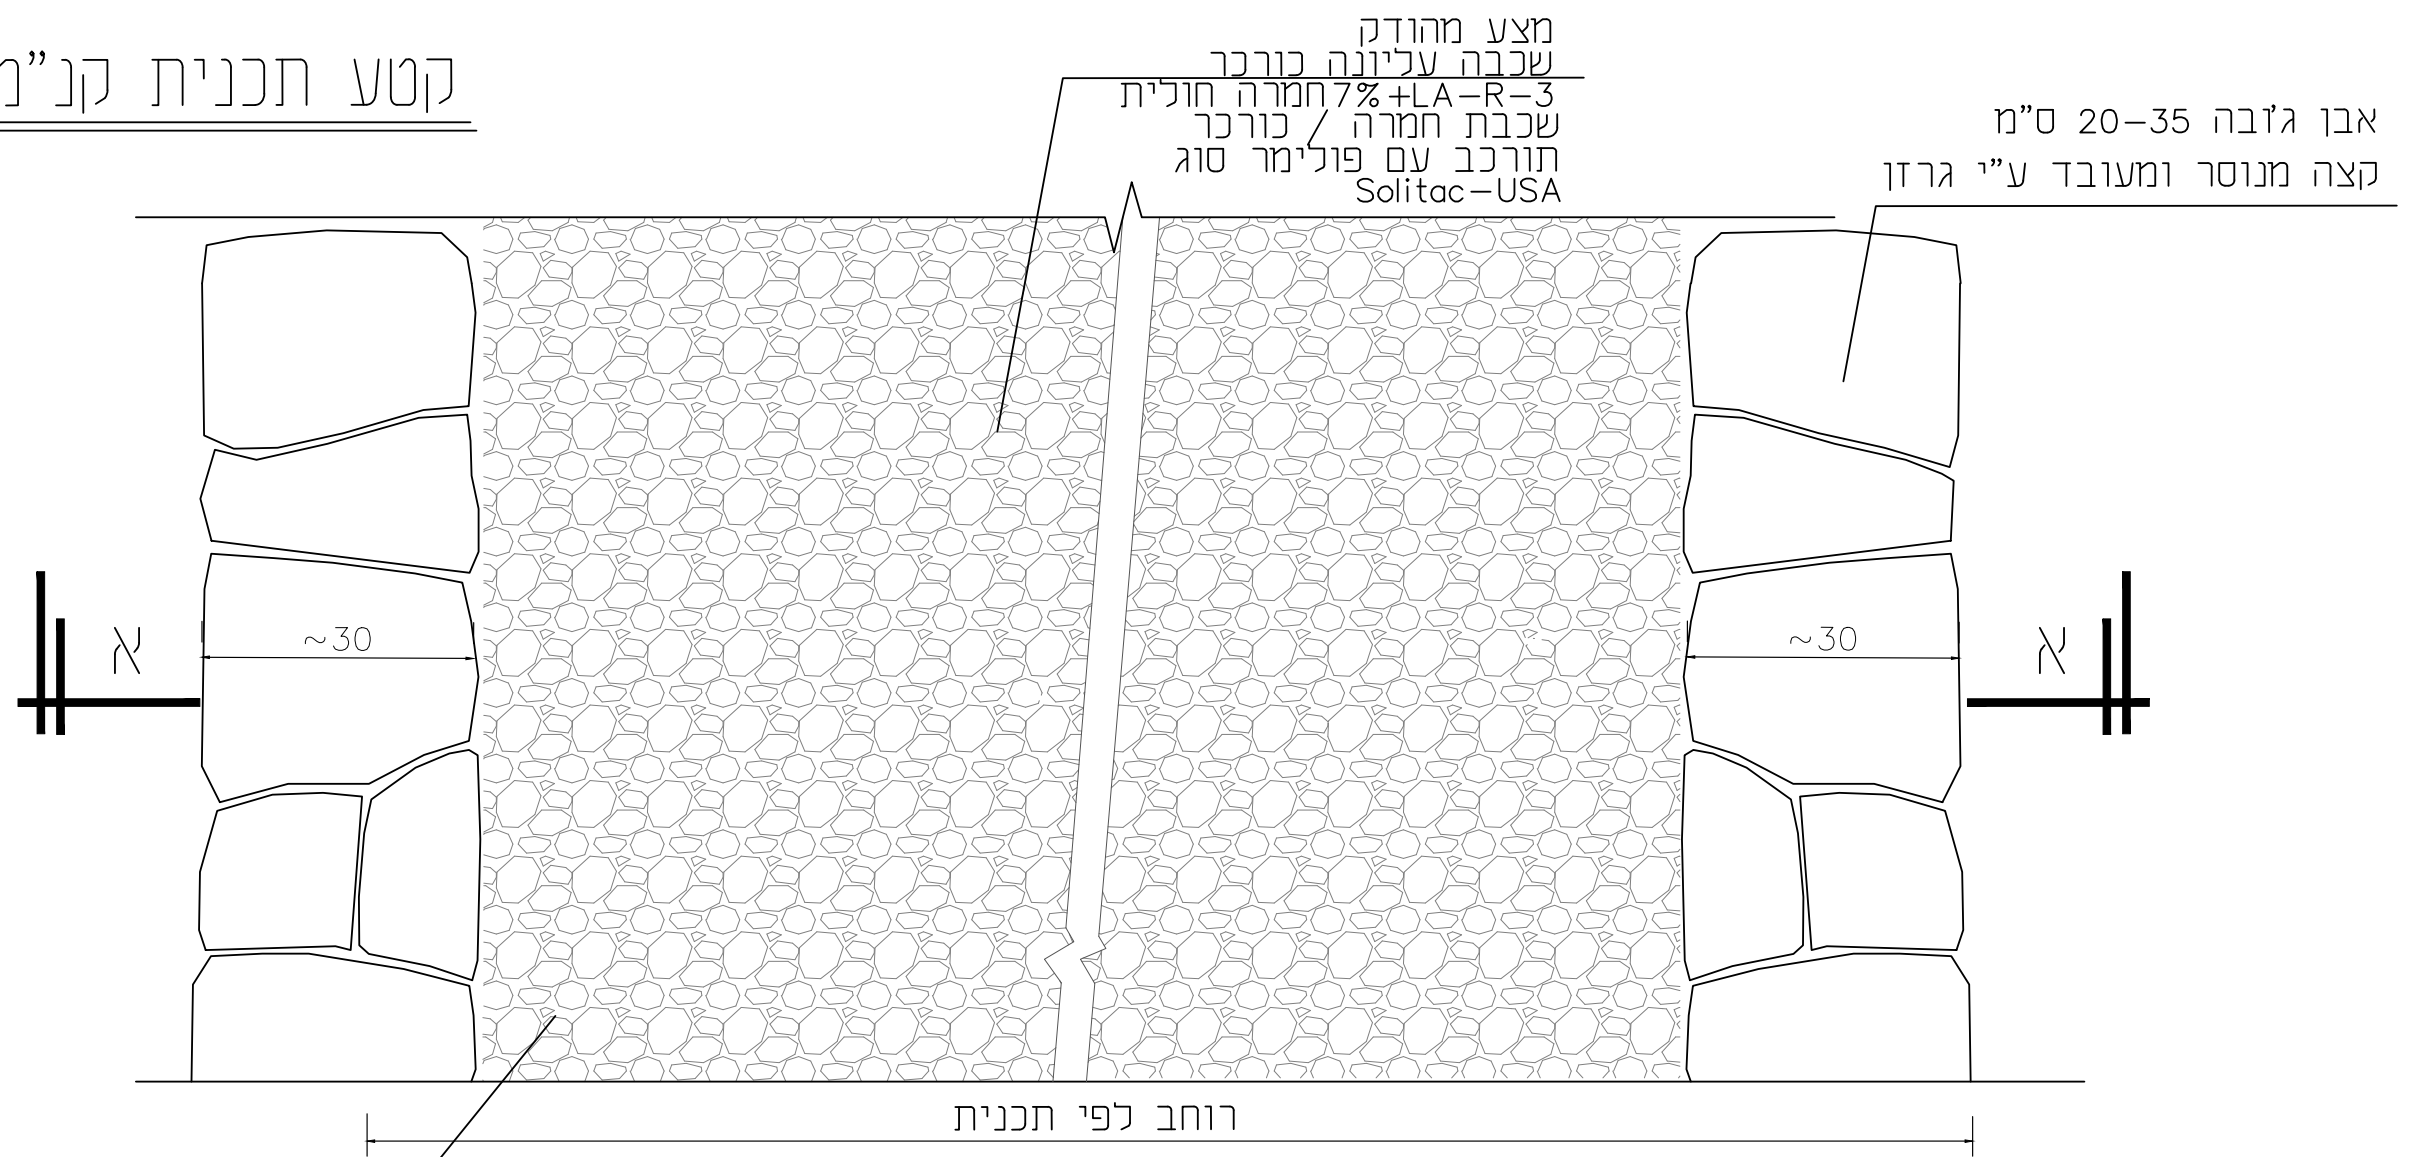 קטע תכנית קנ"מ
מצע מהודק
שכבה עליונה כורכר
חמרה חולית 7%+LA-R-3
שכבת חמרה / כורכר
תורכב עם פולימר סוג
Solitac-USA
אבן ג'ובה 20-35 ס"מ
קצה מנוסר ומעובד ע"י גרזן
א
~30
~30
א
רוחב לפי תכנית